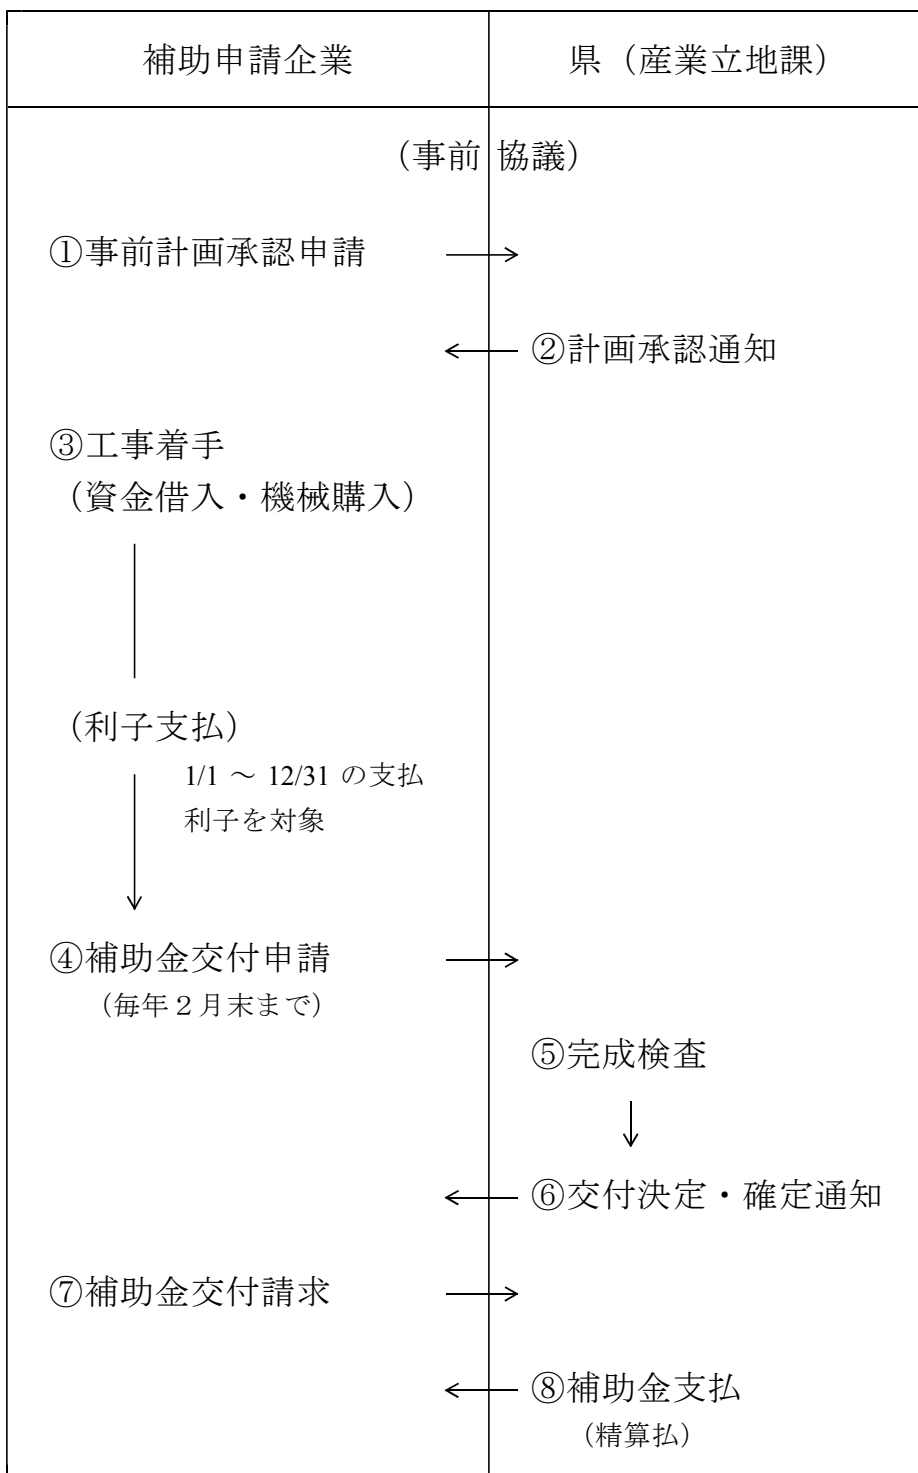 補助申請企業
県（産業立地課）
（事前協議）
①事前計画承認申請
②計画承認通知
③工事着手
（資金借入・機械購入）
（利子支払）
1/1 ～ 12/31 の支払
利子を対象
④補助金交付申請
（毎年２月末まで）
⑤完成検査
⑥交付決定・確定通知
⑦補助金交付請求
⑧補助金支払
（精算払）